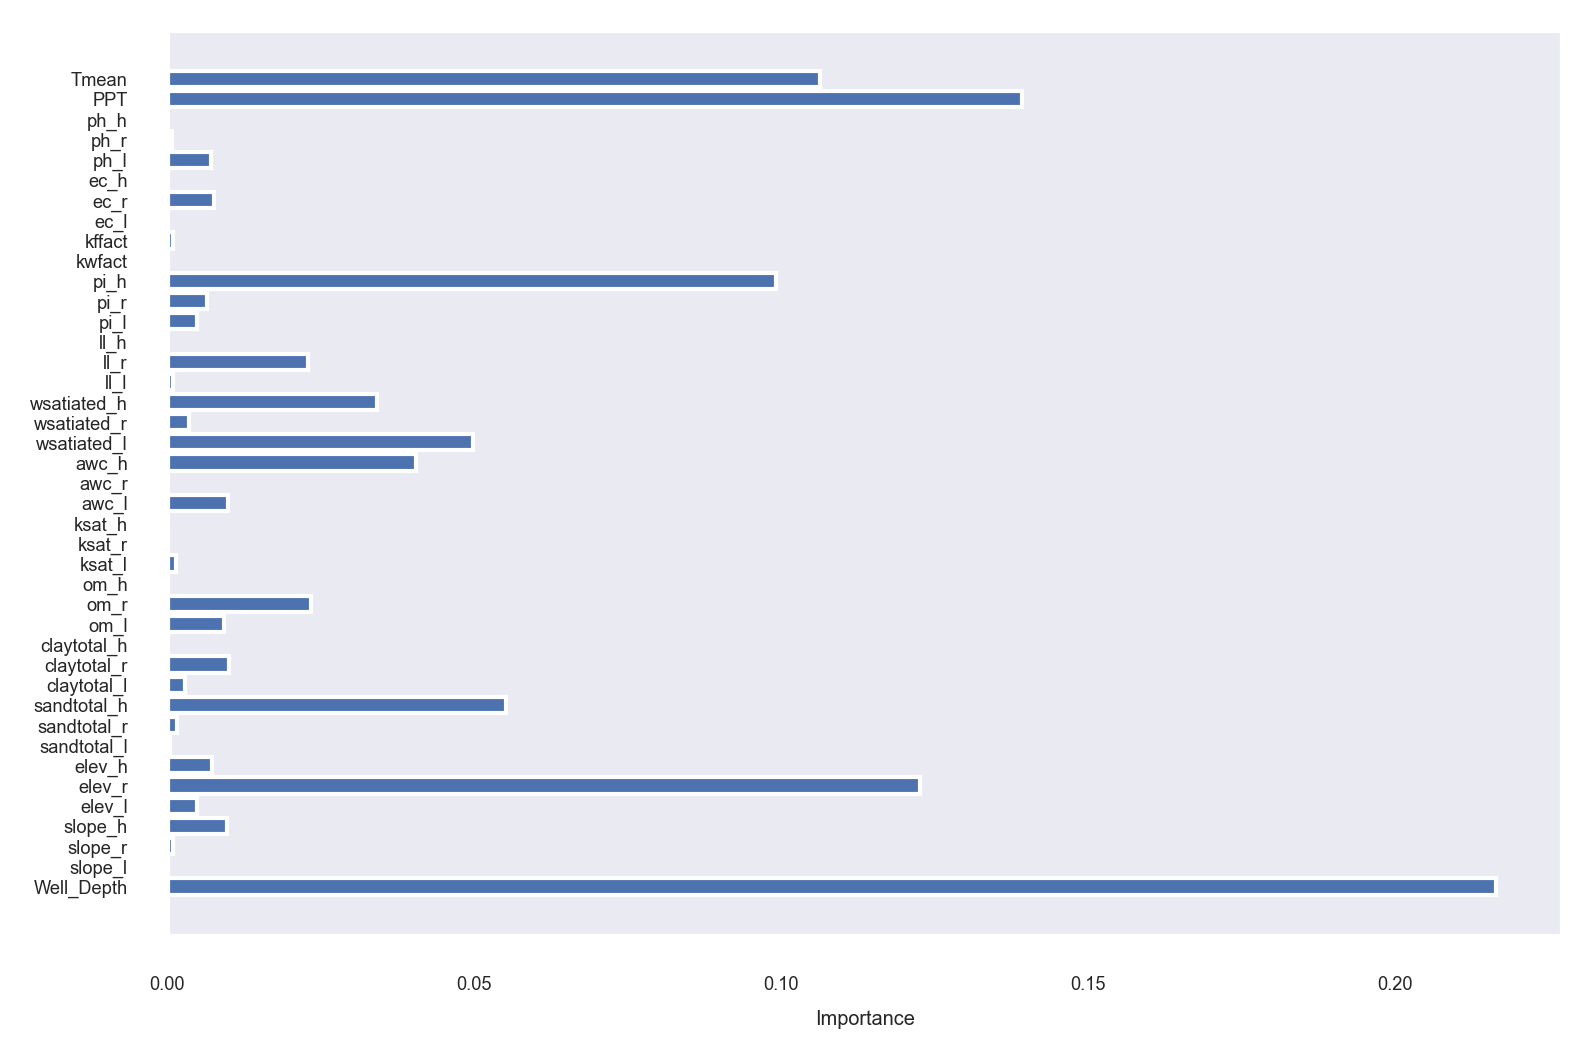 Tmean
PPT
ph_h
ph_r
ph_l
ec_h
ec_r
ec_l
kffact
kwfact
pi_h
pi_r
pi_l
ll_h
ll_r
ll_l
wsatiated_h
wsatiated_r
wsatiated_l
awc_h
awc_r
awc_l
ksat_h
ksat_r
ksat_l
om_h
om_r
om_l
claytotal_h
claytotal_r
claytotal_l
sandtotal_h
sandtotal_r
sandtotal_l
elev_h
elev_r
elev_l
slope_h
slope_r
slope_l
Well_Depth
0.00 0.05 0.10 0.15 0.20
Importance